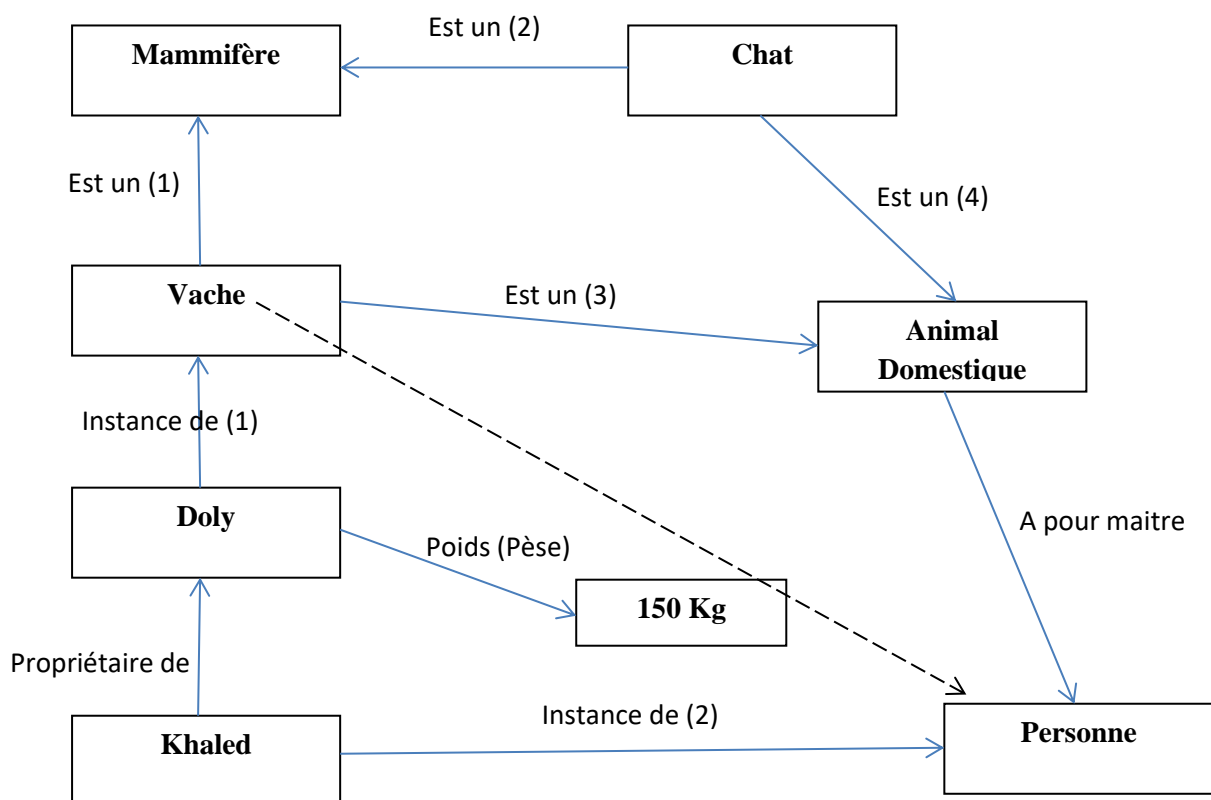 Est un (2)
Mammifère
Chat
Est un (1)
Est un (4)
Vache
Est un (3)
Animal
Domestique
Instance de (1)
Doly
A pour maitre
Poids (Pèse)
150 Kg
Propriétaire de
Instance de (2)
Khaled
Personne